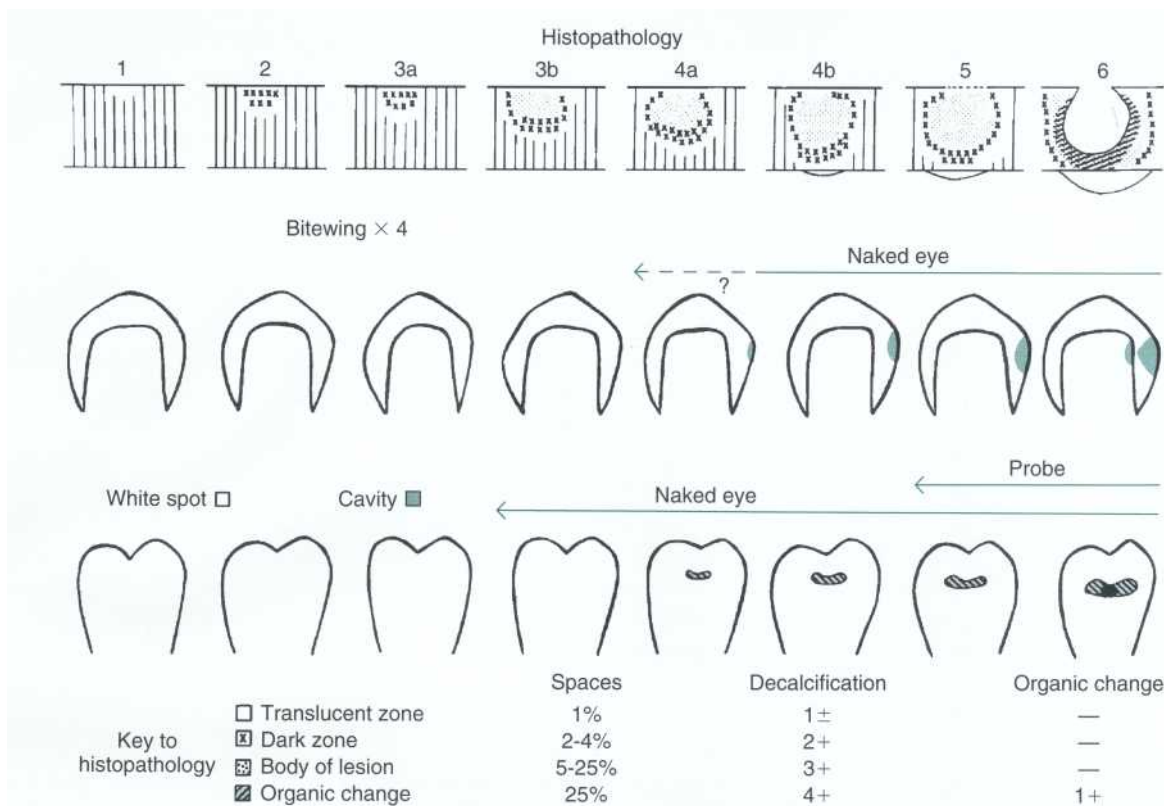 Histopathology
1 2 3a 3b 4a 4b 5 6
Bitewing × 4
Naked eye
?
Probe
White spot Cavity Naked eye
Spaces Decalcification Organic change
Key to histopathology
Translucent zone 1% 1± —
Dark zone 2-4% 2+ —
Body of lesion 5-25% 3+ —
Organic change 25% 4+ 1+